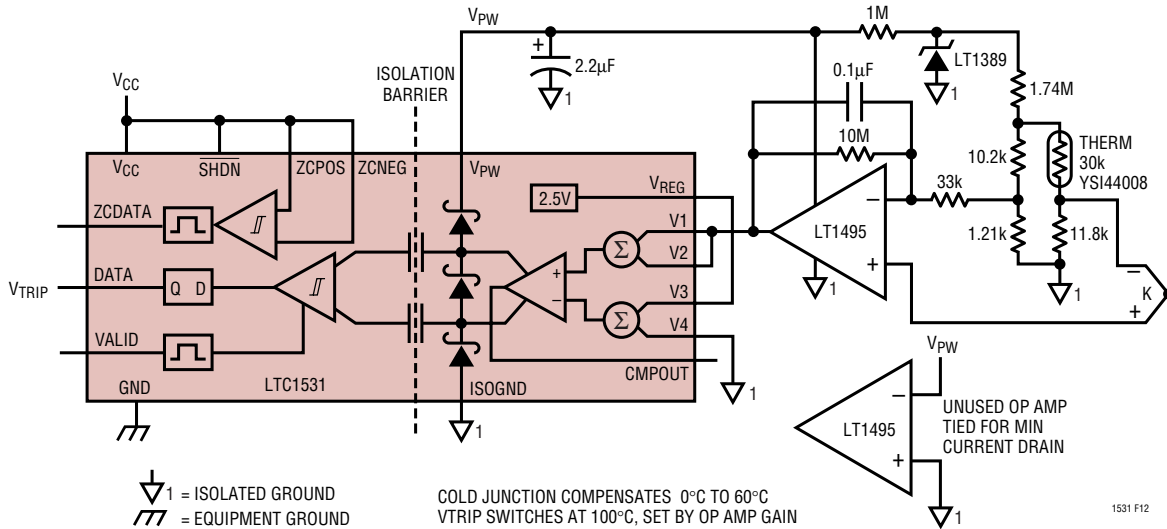 VPW
1M
LT1389
+
2.2µF
1
1
0.1µF
10M
1.74M
THERM
30k
YSI44008
10.2k
33k
1.21k
11.8k
1
ISOLATION
BARRIER
VCC
VCC
SHDN
ZCPOS
ZCNEG
VPW
VREG
2.5V
ZCDATA
V1
V2
V3
V4
Σ
Σ
+
−
LT1495
−
+
1
−
K
+
DATA
VTRIP
Q D
VALID
CMPOUT
GND
LTC1531
ISOGND
1
1
VPW
LT1495
−
+
1
UNUSED OP AMP
TIED FOR MIN
CURRENT DRAIN
1 = ISOLATED GROUND
= EQUIPMENT GROUND
COLD JUNCTION COMPENSATES 0°C TO 60°C
VTRIP SWITCHES AT 100°C, SET BY OP AMP GAIN
1531 F12